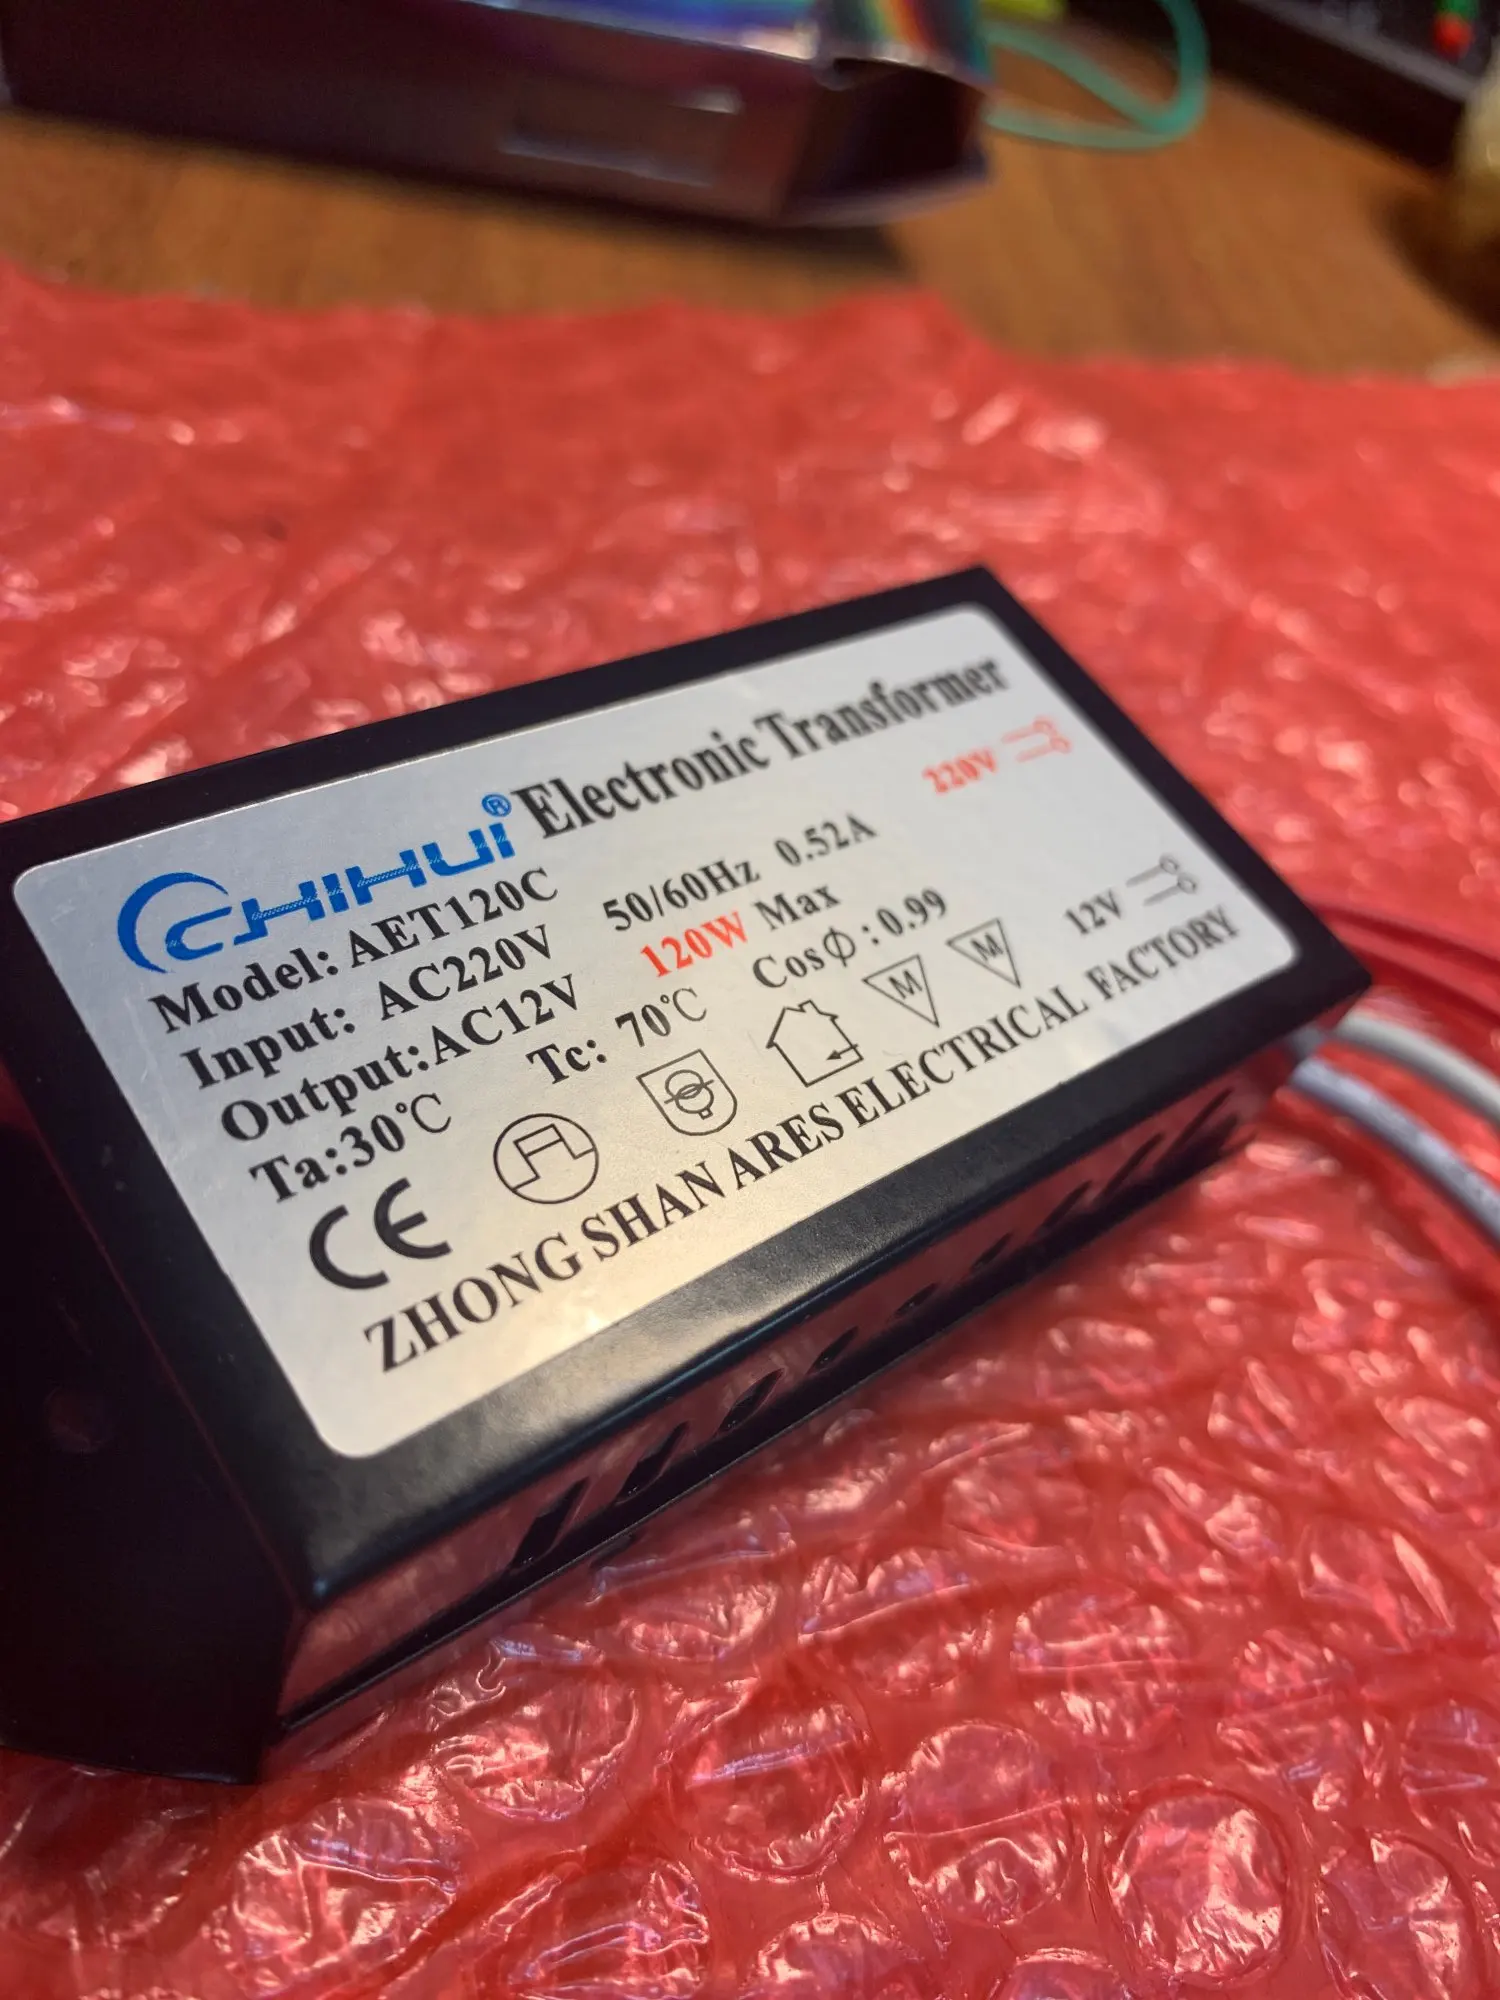 CHIHUI® Electronic Transformer
Model: AET120C
220V
Input: AC220V 50/60Hz 0.52A
Output:AC12V 120W Max
Ta:30℃ Tc: 70℃ CosΦ:0.99
12V
CE M M
ZHONG SHAN ARES ELECTRICAL FACTORY